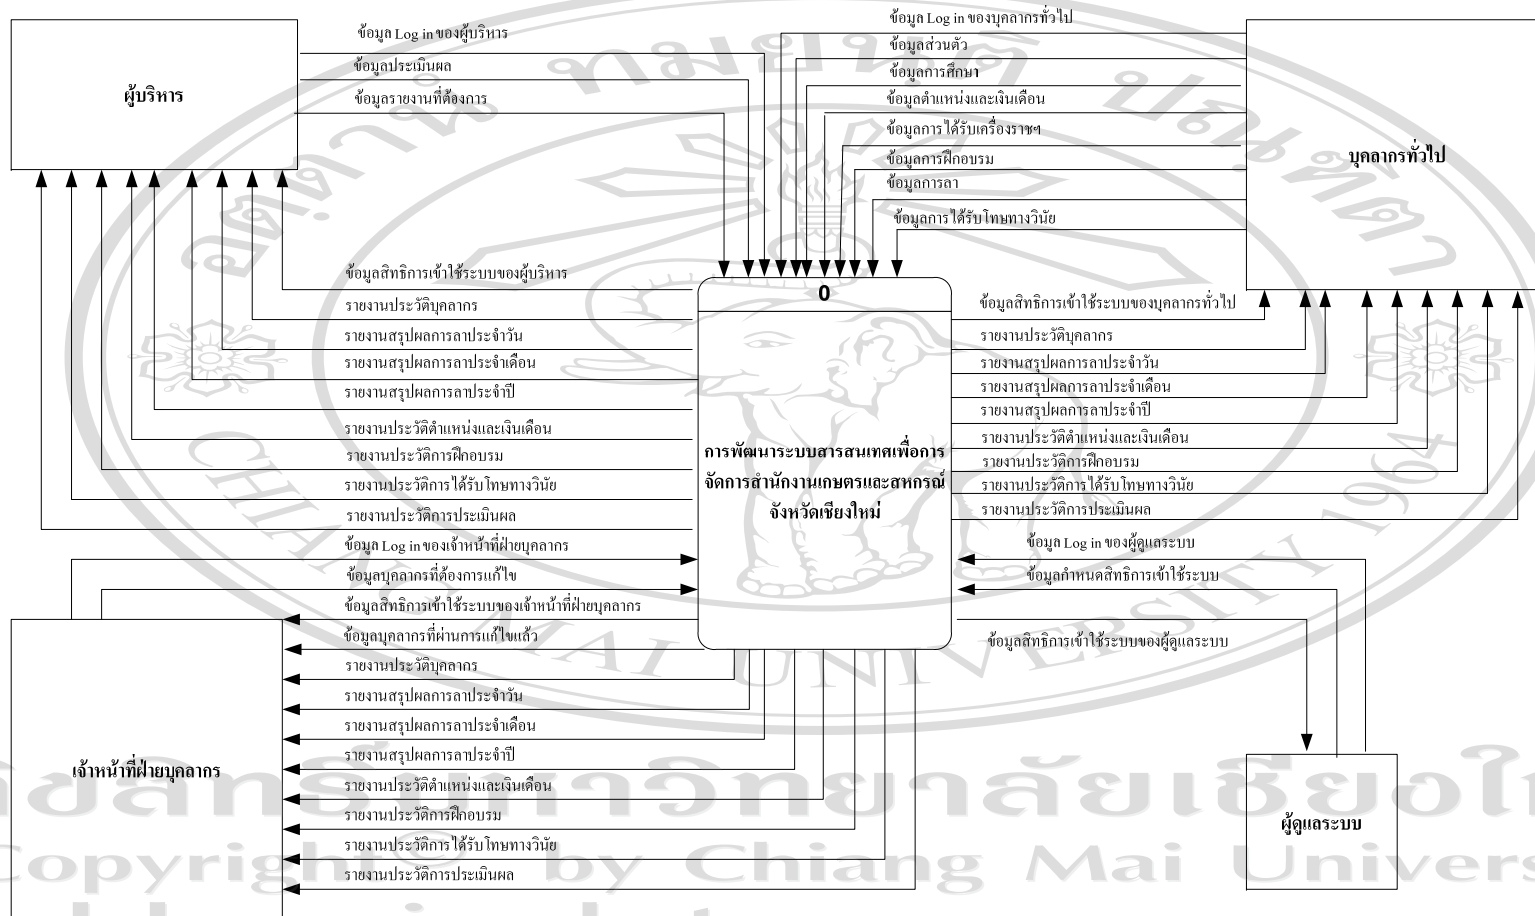 ผู้บริหาร
ข้อมูล Log in ของผู้บริหาร
ข้อมูลประเมินผล
ข้อมูลรายงานที่ต้องการ
ข้อมูล Log in ของบุคลากรทั่วไป
ข้อมูลส่วนตัว
ข้อมูลการศึกษา
ข้อมูลตำแหน่งและเงินเดือน
ข้อมูลการได้รับเครื่องราชฯ
ข้อมูลการฝึกอบรม
ข้อมูลการลา
ข้อมูลการได้รับโทษทางวินัย
บุคลากรทั่วไป
ข้อมูลสิทธิการเข้าใช้ระบบของผู้บริหาร
รายงานประวัติบุคลากร
รายงานสรุปผลการลาประจำวัน
รายงานสรุปผลการลาประจำเดือน
รายงานสรุปผลการลาประจำปี
รายงานประวัติตำแหน่งและเงินเดือน
รายงานประวัติการฝึกอบรม
รายงานประวัติการได้รับโทษทางวินัย
รายงานประวัติการประเมินผล
0
การพัฒนาระบบสารสนเทศเพื่อการ
จัดการสำนักงานเกษตรและสหกรณ์
จังหวัดเชียงใหม่
ข้อมูลสิทธิการเข้าใช้ระบบของบุคลากรทั่วไป
รายงานประวัติบุคลากร
รายงานสรุปผลการลาประจำวัน
รายงานสรุปผลการลาประจำเดือน
รายงานสรุปผลการลาประจำปี
รายงานประวัติตำแหน่งและเงินเดือน
รายงานประวัติการฝึกอบรม
รายงานประวัติการได้รับโทษทางวินัย
รายงานประวัติการประเมินผล
ข้อมูล Log in ของเจ้าหน้าที่ฝ่ายบุคลากร
ข้อมูลบุคลากรที่ต้องการแก้ไข
ข้อมูลสิทธิการเข้าใช้ระบบของเจ้าหน้าที่ฝ่ายบุคลากร
ข้อมูลบุคลากรที่ผ่านการแก้ไขแล้ว
รายงานประวัติบุคลากร
รายงานสรุปผลการลาประจำวัน
รายงานสรุปผลการลาประจำเดือน
รายงานสรุปผลการลาประจำปี
รายงานประวัติตำแหน่งและเงินเดือน
รายงานประวัติการฝึกอบรม
รายงานประวัติการได้รับโทษทางวินัย
รายงานประวัติการประเมินผล
เจ้าหน้าที่ฝ่ายบุคลากร
ข้อมูล Log in ของผู้ดูแลระบบ
ข้อมูลกำหนดสิทธิการเข้าใช้ระบบ
ข้อมูลสิทธิการเข้าใช้ระบบของผู้ดูแลระบบ
ผู้ดูแลระบบ
CHIANG MAI UNIVERSITY 1964
Copyright© by Chiang Mai Univers